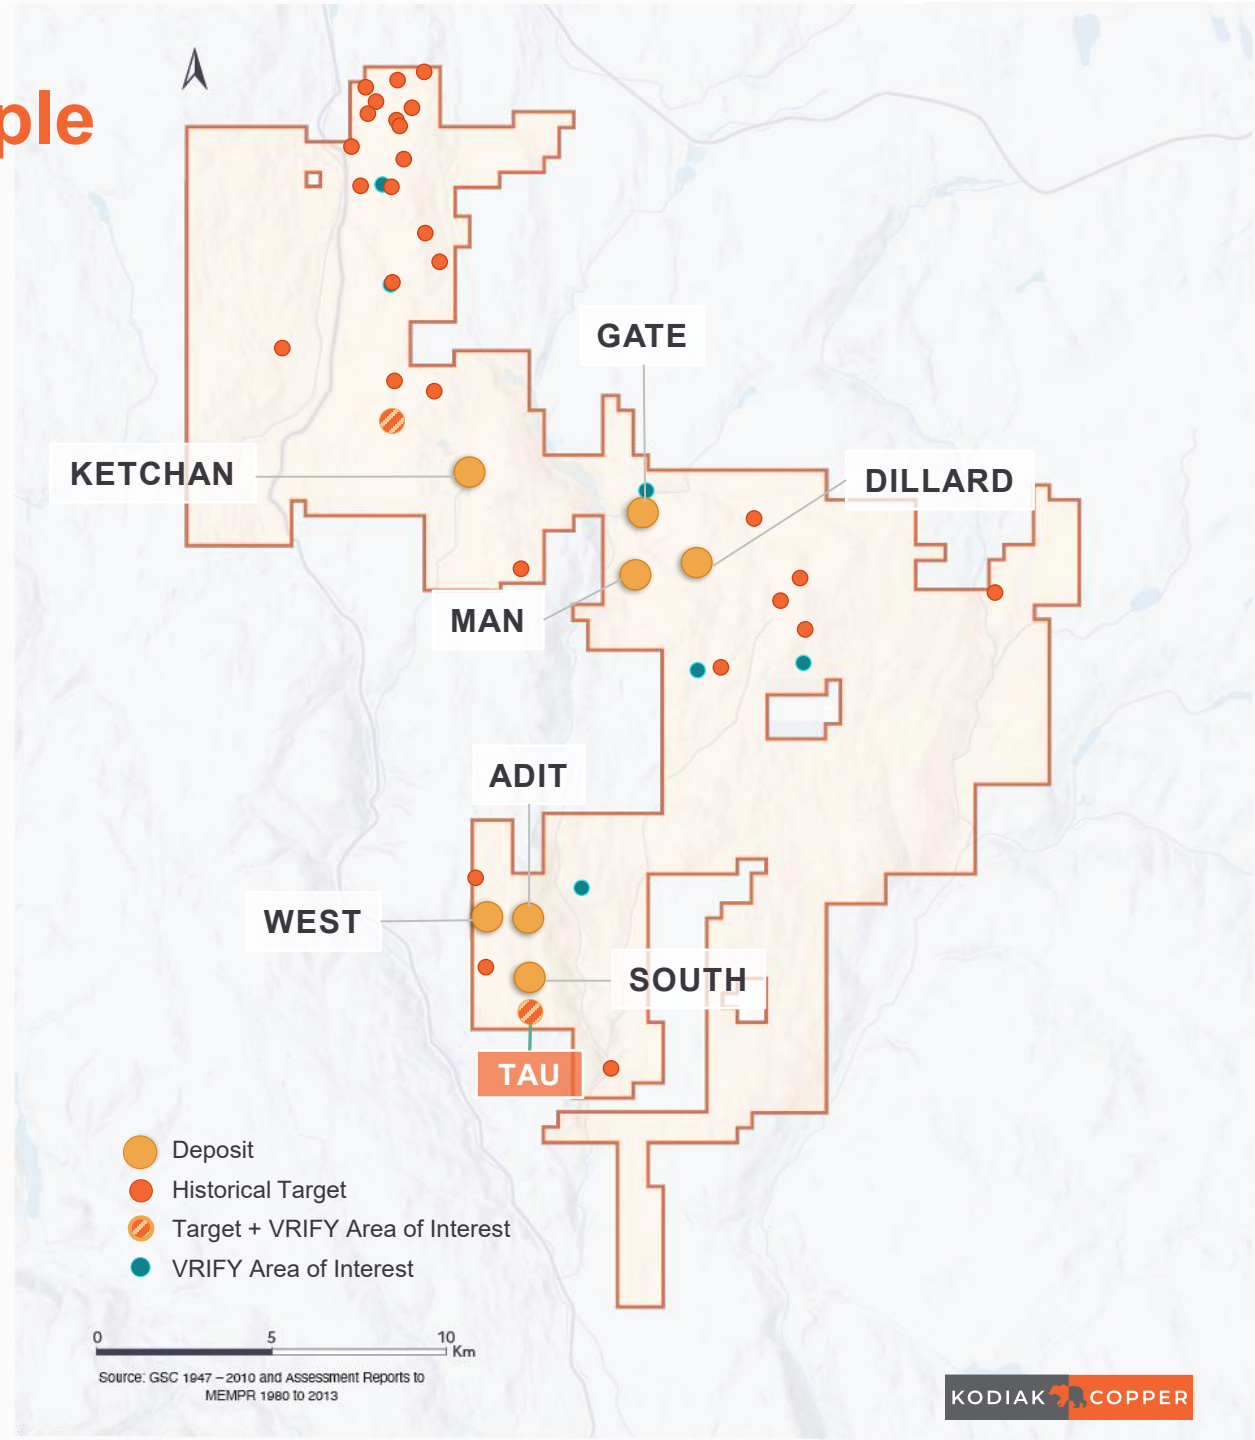 ple
GATE
KETCHAN
DILLARD
MAN
ADIT
WEST
SOUTH
TAU
Deposit
Historical Target
Target + VRIFY Area of Interest
VRIFY Area of Interest
0 5 10
Km
Source: GSC 1947 – 2010 and Assessment Reports to
MEMPR 1980 to 2013
KODIAK COPPER